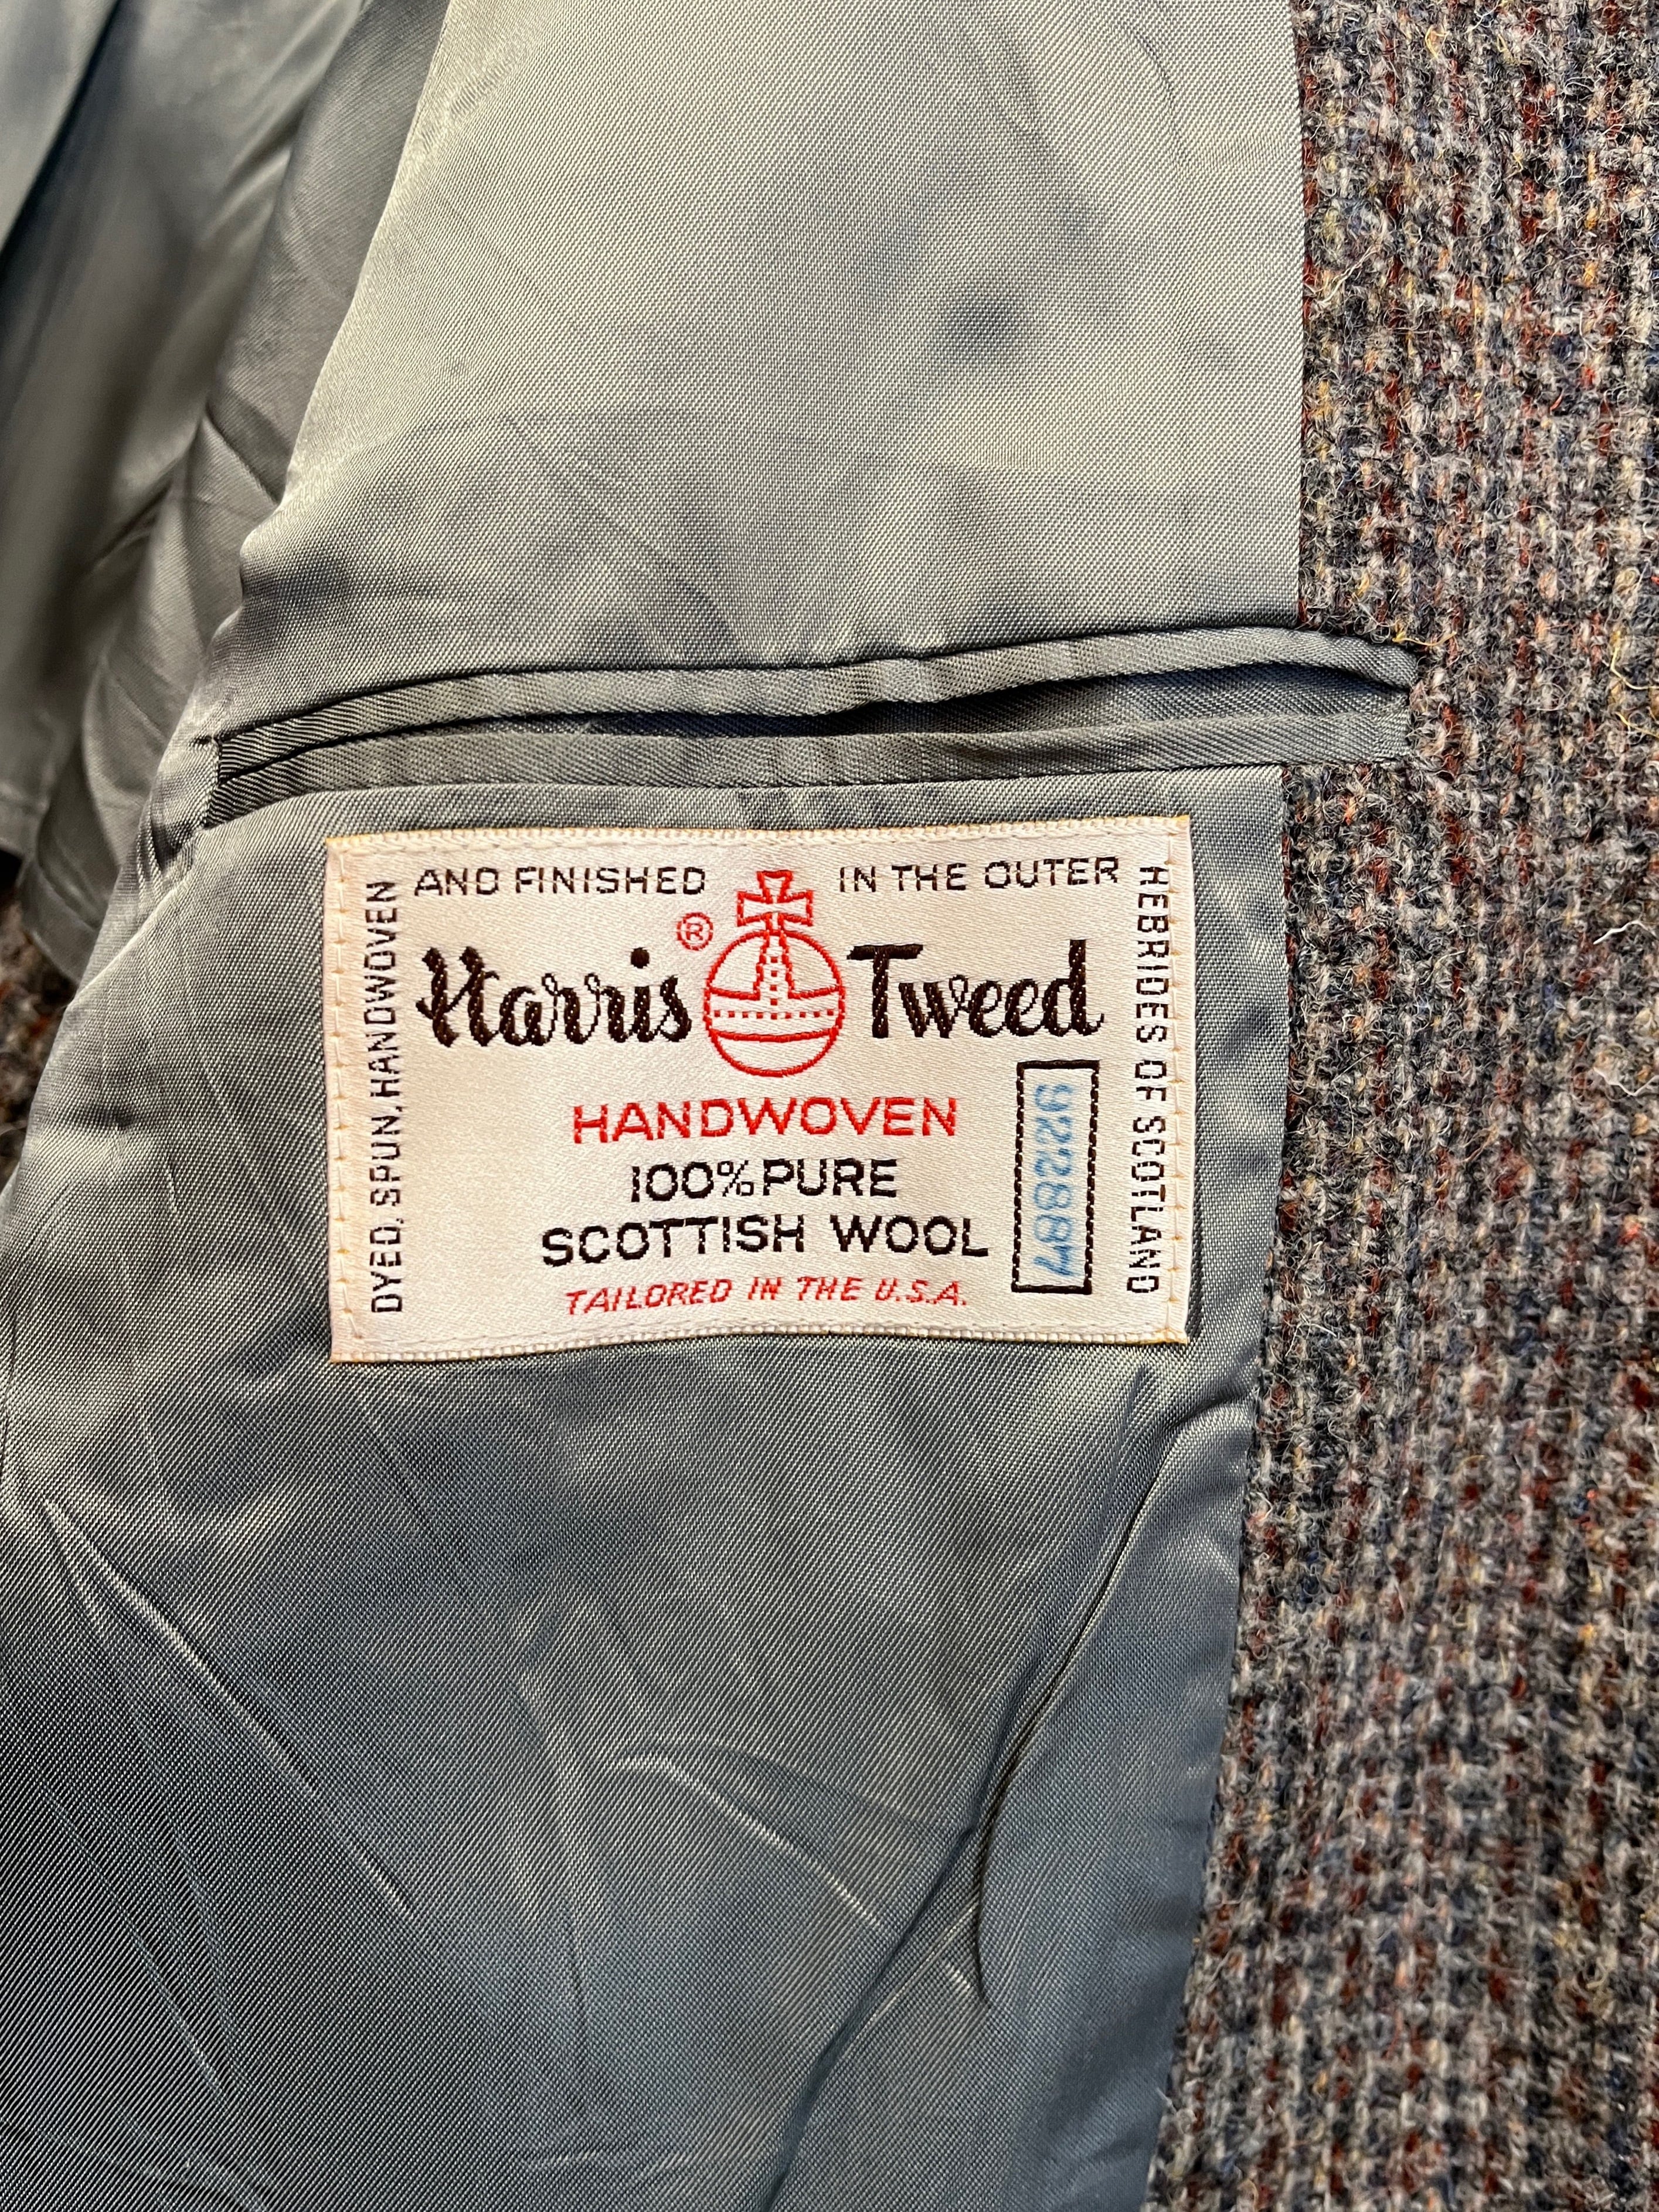 DYED, SPUN, HANDWOVEN
AND FINISHED IN THE OUTER
HEBRIDES OF SCOTLAND
Harris ® Tweed
HANDWOVEN
100% PURE
SCOTTISH WOOL
TAILORED IN THE U.S.A.
922887